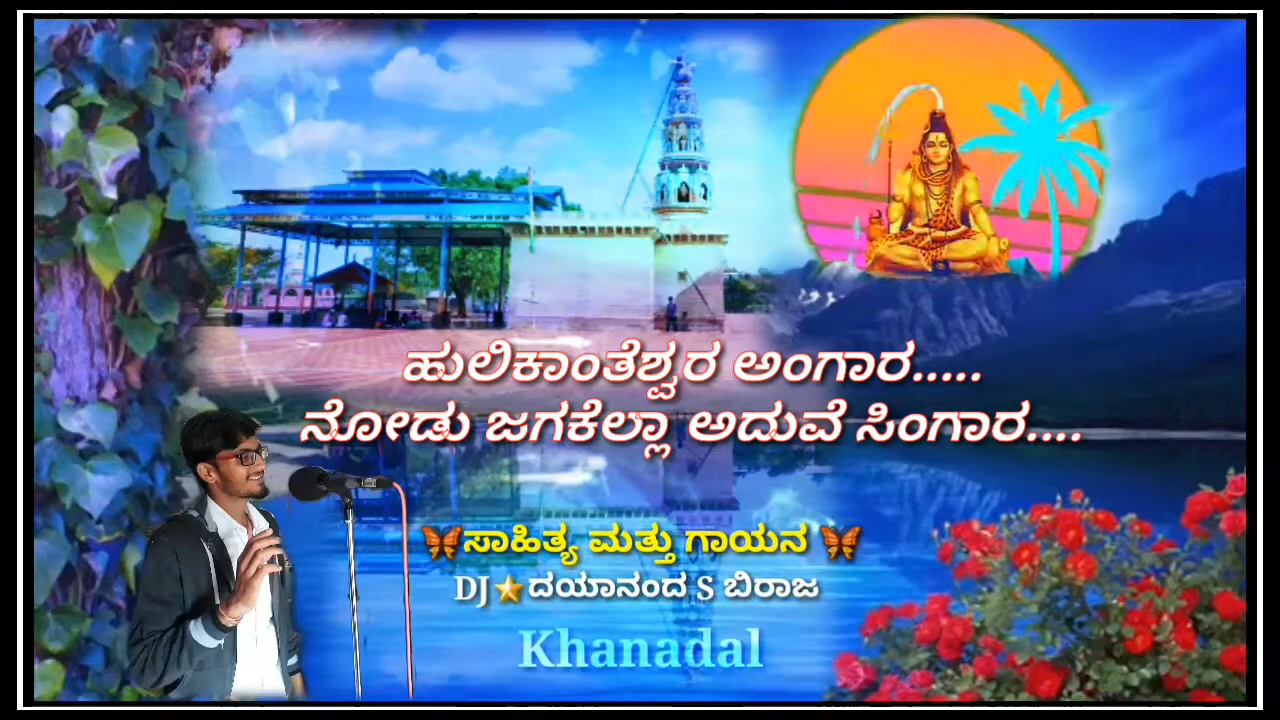 ಹುಲಿಕಾಂತೆಶ್ವರ ಅಂಗಾರ.....
ನೋಡು ಜಗಕೆಲ್ಲಾ ಅದುವೆ ಸಿಂಗಾರ....
ಸಾಹಿತ್ಯ ಮತ್ತು ಗಾಯನ
DJ⭐ದಯಾನಂದ S ಬಿರಾಜ
Khanadal